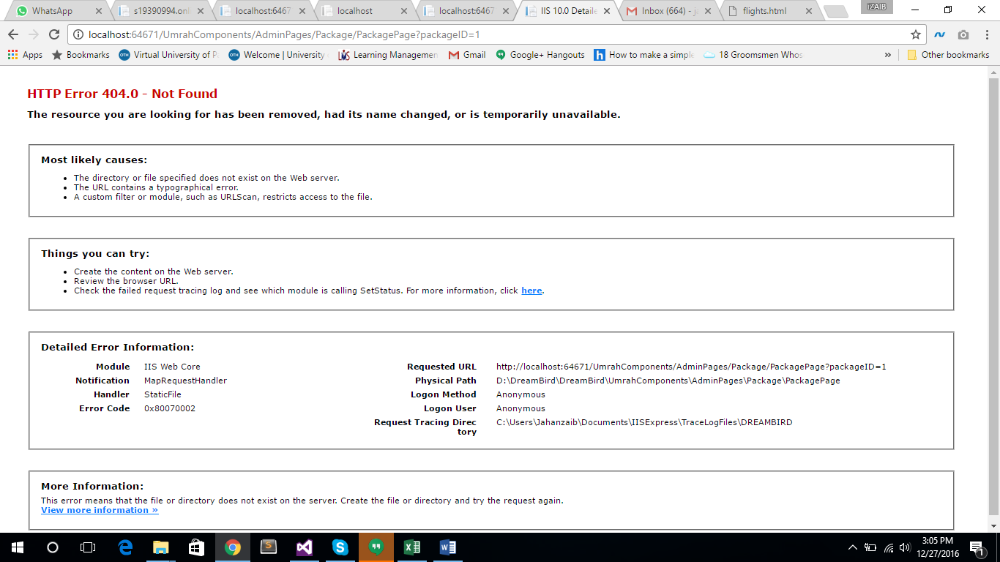 iZAIB
WhatsApp
s19390994.onl
localhost:6467
localhost
localhost:6467
IIS 10.0 Detaile
Inbox (664) - j
flights.html
localhost:64671/UmrahComponents/AdminPages/Package/PackagePage?packageID=1
Apps Bookmarks Virtual University of P Welcome | University Learning Managemen Gmail Google+ Hangouts How to make a simple 18 Groomsmen Whos » Other bookmarks
HTTP Error 404.0 - Not Found
The resource you are looking for has been removed, had its name changed, or is temporarily unavailable.
Most likely causes:
• The directory or file specified does not exist on the Web server.
• The URL contains a typographical error.
• A custom filter or module, such as URLScan, restricts access to the file.
Things you can try:
• Create the content on the Web server.
• Review the browser URL.
• Check the failed request tracing log and see which module is calling SetStatus. For more information, click here.
Detailed Error Information:
Module IIS Web Core
Notification MapRequestHandler
Handler StaticFile
Error Code 0x80070002
Requested URL http://localhost:64671/UmrahComponents/AdminPages/Package/PackagePage?packageID=1
Physical Path D:\DreamBird\DreamBird\UmrahComponents\AdminPages\Package\PackagePage
Logon Method Anonymous
Logon User Anonymous
Request Tracing Direc C:\Users\Jahanzaib\Documents\IISExpress\TraceLogFiles\DREAMBIRD
tory
More Information:
This error means that the file or directory does not exist on the server. Create the file or directory and try the request again.
View more information »
3:05 PM
12/27/2016
1